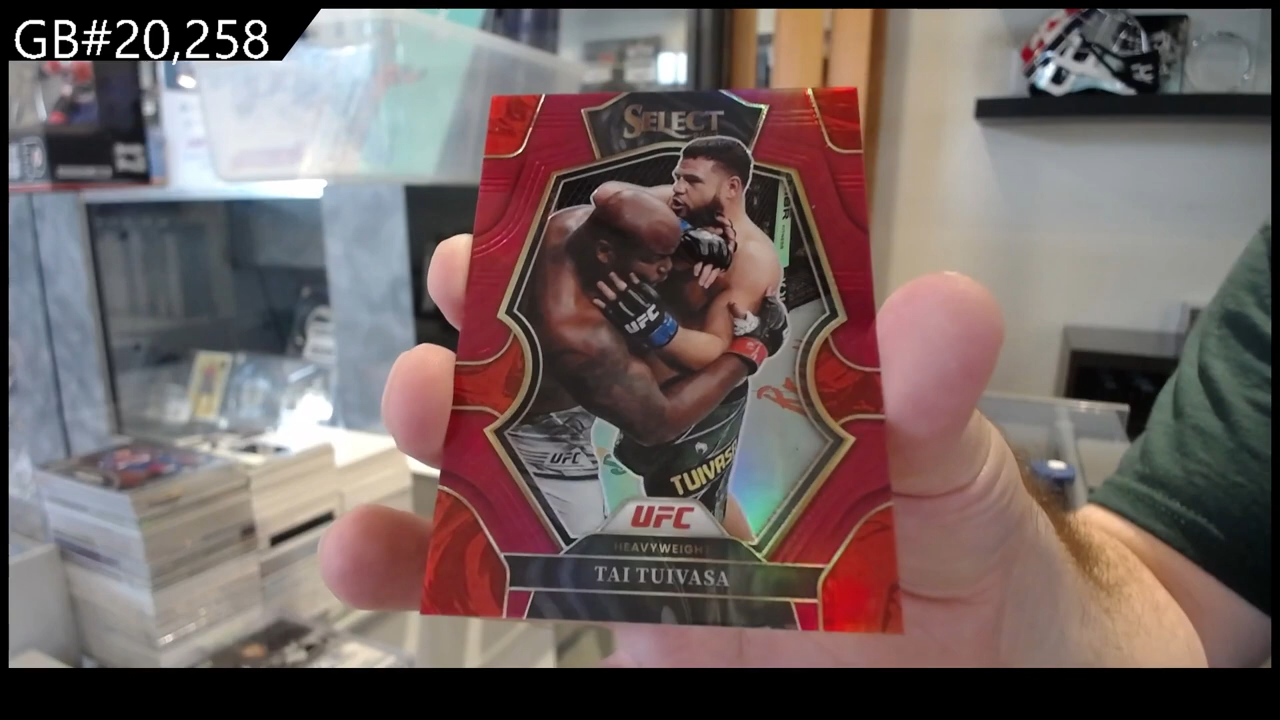 GB#20,258
SELECT
UFC
UFC
TUIVASA
UFC
HEAVYWEIGHT
TAI TUIVASA